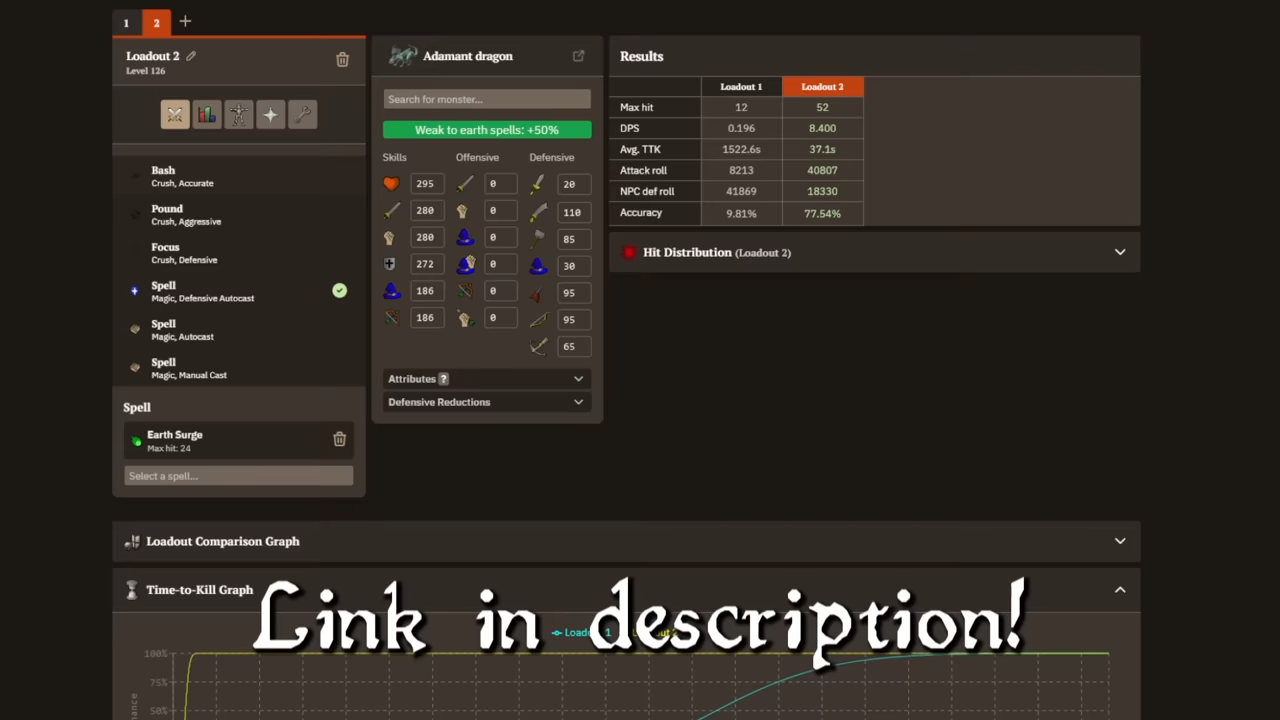 1
2
+
Loadout 2
Level 126
Bash
Crush, Accurate
Pound
Crush, Aggressive
Focus
Crush, Defensive
Spell
Magic, Defensive Autocast
Spell
Magic, Autocast
Spell
Magic, Manual Cast
Spell
Earth Surge
Max hit: 24
Select a spell...
Adamant dragon
Search for monster...
Weak to earth spells: +50%
Skills Offensive Defensive
295 0 20
280 0 110
280 0 85
272 0 30
186 0 95
186 0 95
65
Attributes ?
Defensive Reductions
Results
Loadout 1 Loadout 2
Max hit 12 52
DPS 0.196 8.400
Avg. TTK 1522.6s 37.1s
Attack roll 8213 40807
NPC def roll 41869 18330
Accuracy 9.81% 77.54%
Hit Distribution (Loadout 2)
Loadout Comparison Graph
Time-to-Kill Graph
Link in description!
100%
75%
50%